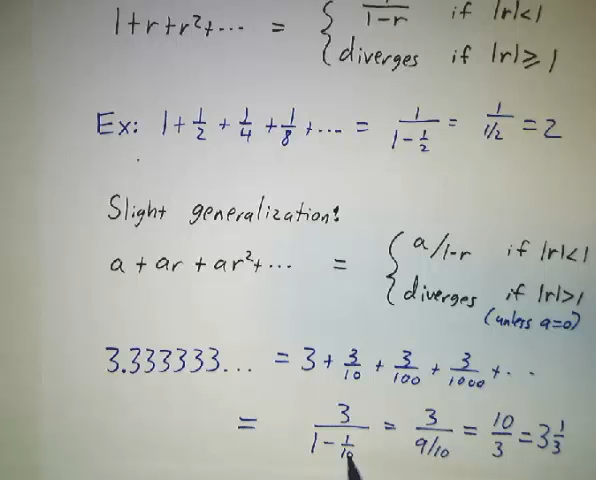 1+r+r²+··· = { 1/1-r if |r|<1
{ diverges if |r|≥1
Ex: 1 + 1/2 + 1/4 + 1/8 + ··· = 1/(1 - 1/2) = 1/(1/2) = 2
Slight generalization:
a + ar + ar² + ··· = { a/1-r if |r|<1
{ diverges if |r|>1
(unless a=0)
3.333333... = 3 + 3/10 + 3/100 + 3/1000 + ···
= 3/(1 - 1/10) = 3/(9/10) = 10/3 = 3 1/3